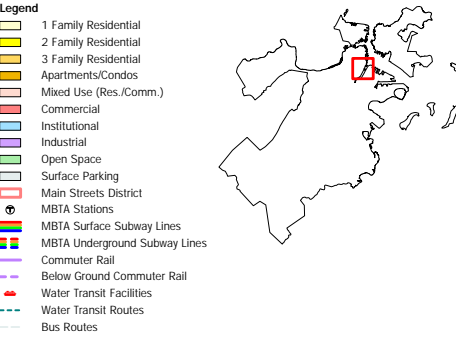 Legend
1 Family Residential
2 Family Residential
3 Family Residential
Apartments/Condos
Mixed Use (Res./Comm.)
Commercial
Institutional
Industrial
Open Space
Surface Parking
Main Streets District
T MBTA Stations
MBTA Surface Subway Lines
MBTA Underground Subway Lines
Commuter Rail
Below Ground Commuter Rail
Water Transit Facilities
Water Transit Routes
Bus Routes